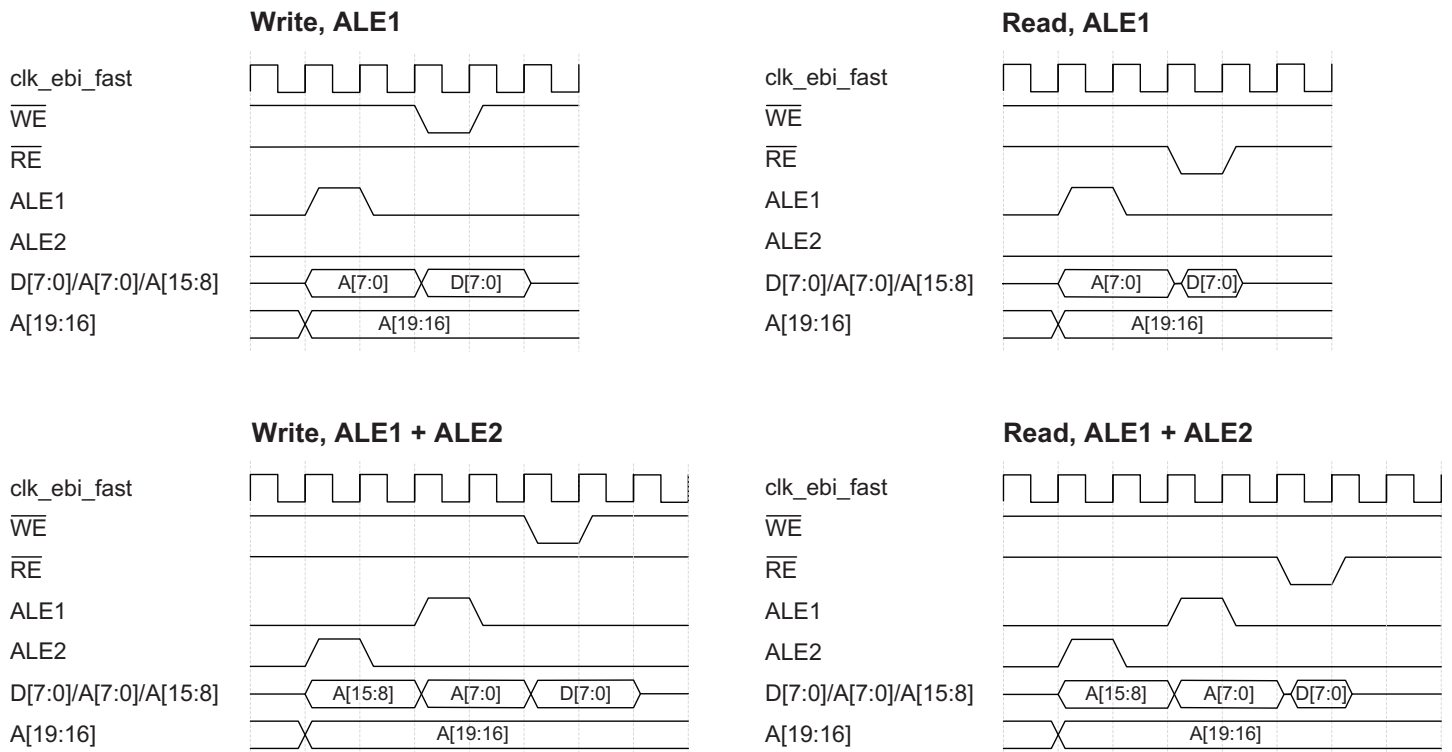 Write, ALE1
clk_ebi_fast
WE
RE
ALE1
ALE2
D[7:0]/A[7:0]/A[15:8]
A[7:0]
D[7:0]
A[19:16]
A[19:16]
Read, ALE1
clk_ebi_fast
WE
RE
ALE1
ALE2
D[7:0]/A[7:0]/A[15:8]
A[7:0]
D[7:0]
A[19:16]
A[19:16]
Write, ALE1 + ALE2
clk_ebi_fast
WE
RE
ALE1
ALE2
D[7:0]/A[7:0]/A[15:8]
A[15:8]
A[7:0]
D[7:0]
A[19:16]
A[19:16]
Read, ALE1 + ALE2
clk_ebi_fast
WE
RE
ALE1
ALE2
D[7:0]/A[7:0]/A[15:8]
A[15:8]
A[7:0]
D[7:0]
A[19:16]
A[19:16]